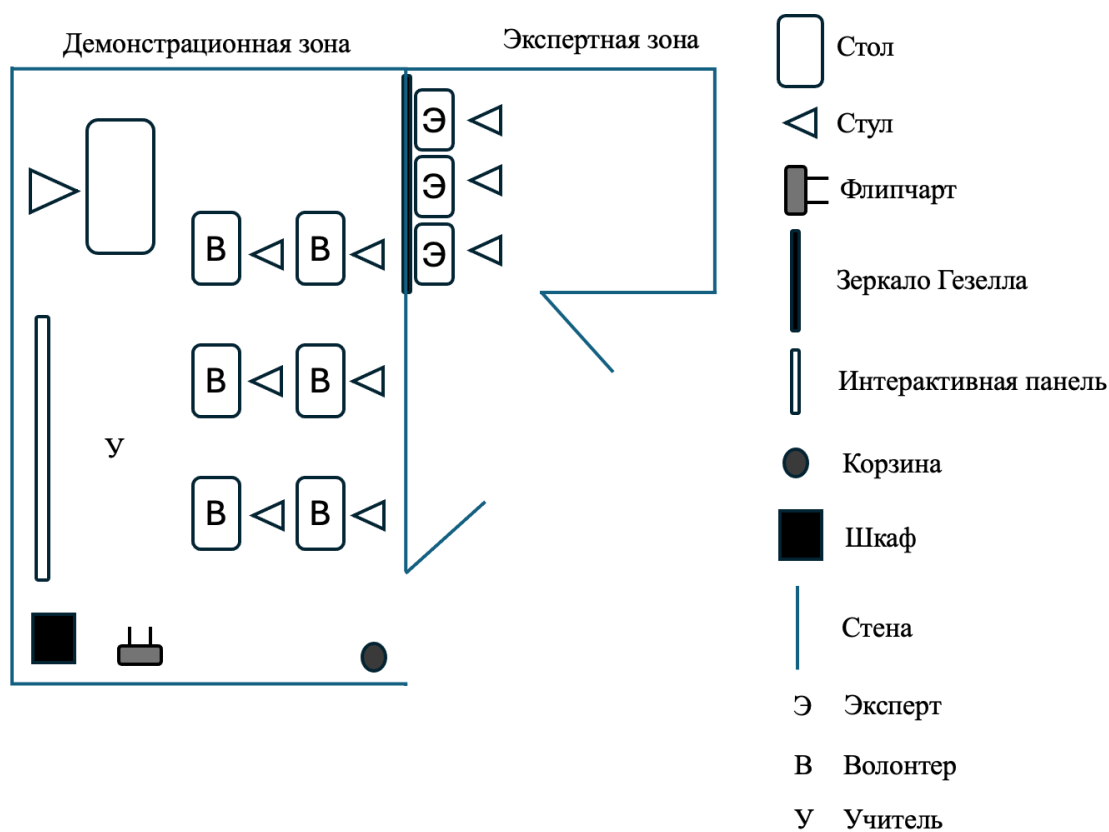 Демонстрационная зона
Экспертная зона
Э
Э
Э
В В
В В
У
В В
Стол
Стул
Флипчарт
Зеркало Гезелла
Интерактивная панель
Корзина
Шкаф
Стена
Э Эксперт
В Волонтер
У Учитель